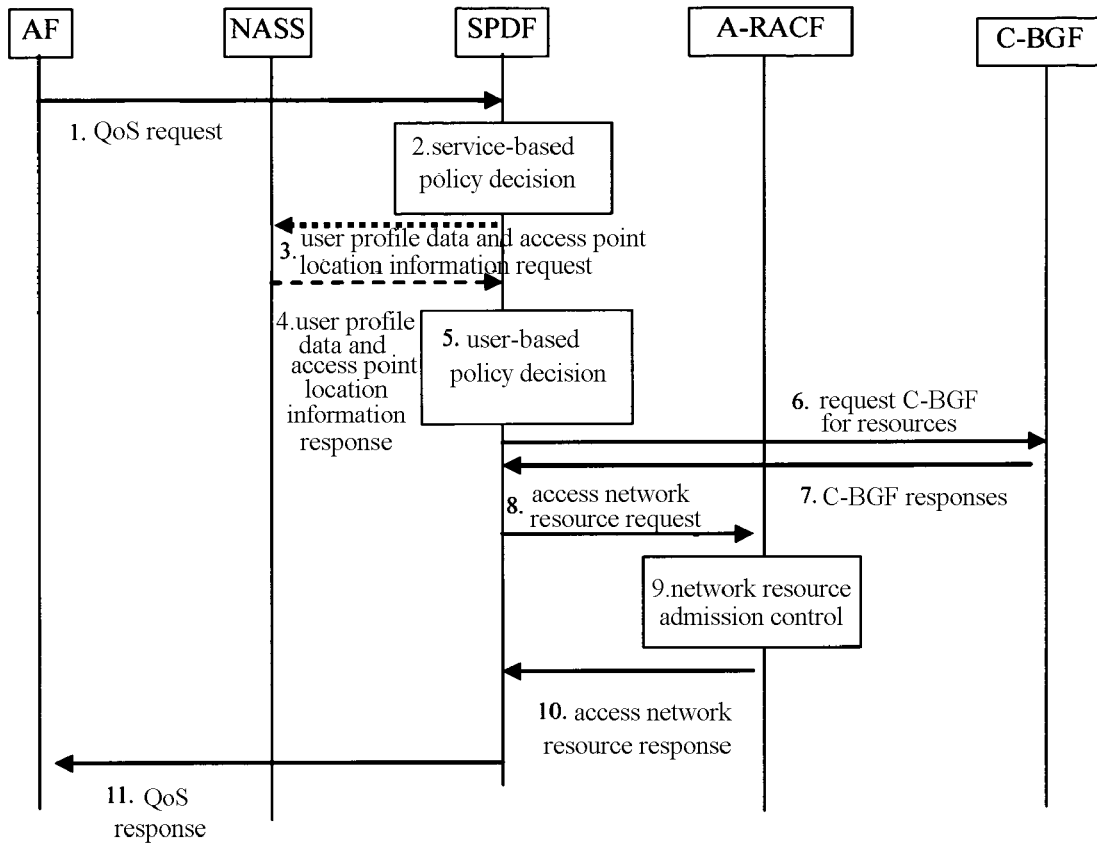 AF
NASS
SPDF
A-RACF
C-BGF
1. QoS request
2.service-based
policy decision
3. user profile data and access point
location information request
4.user profile
data and
access point
location
information
response
5. user-based
policy decision
6. request C-BGF
for resources
7. C-BGF responses
8. access network
resource request
9.network resource
admission control
10. access network
resource response
11. QoS
response